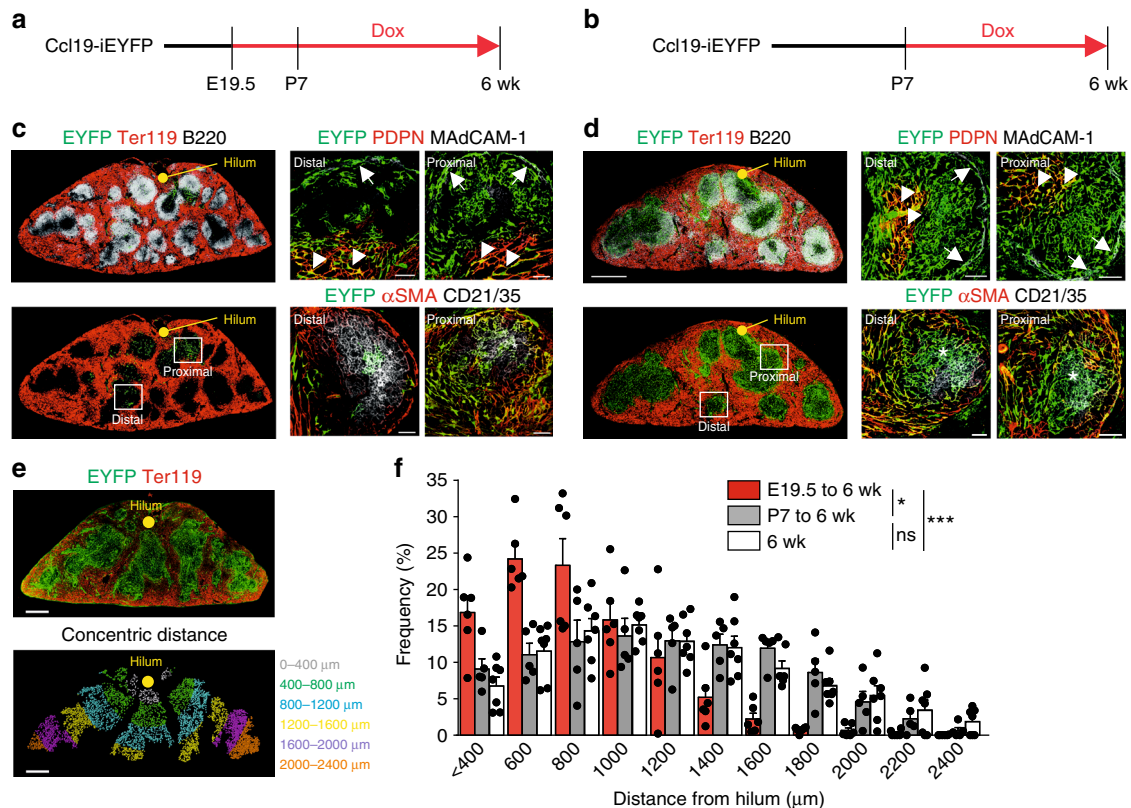 a
Dox
Ccl19-iEYFP
E19.5
P7
6 wk
b
Dox
Ccl19-iEYFP
P7
6 wk
c
EYFP Ter119 B220
Hilum
EYFP PDPN MAdCAM-1
Distal
Proximal
Hilum
Proximal
Distal
EYFP αSMA CD21/35
Distal
Proximal
d
EYFP Ter119 B220
Hilum
EYFP PDPN MAdCAM-1
Distal
Proximal
Hilum
Proximal
Distal
EYFP αSMA CD21/35
Distal
Proximal
*
*
e
EYFP Ter119
Hilum
Concentric distance
Hilum
0–400 μm
400–800 μm
800–1200 μm
1200–1600 μm
1600–2000 μm
2000–2400 μm
f
Frequency (%)
35
30
25
20
15
10
5
0
E19.5 to 6 wk
P7 to 6 wk
6 wk
*
ns
***
<400
600
800
1000
1200
1400
1600
1800
2000
2200
2400
Distance from hilum (μm)